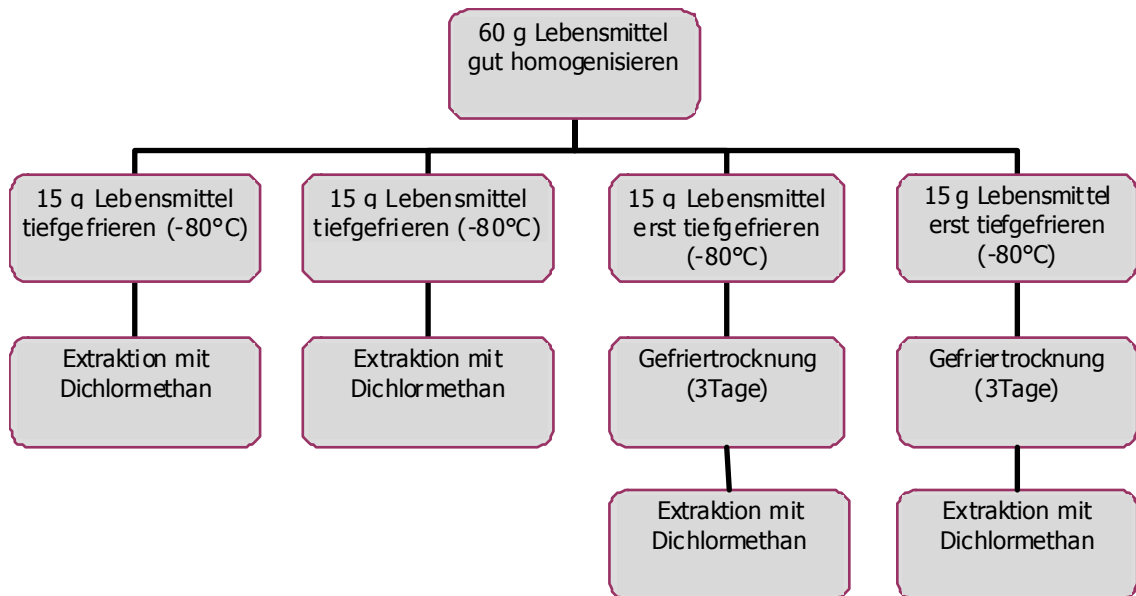 60 g Lebensmittel
gut homogenisieren
15 g Lebensmittel
tiefgefrieren (-80°C)
15 g Lebensmittel
tiefgefrieren (-80°C)
15 g Lebensmittel
erst tiefgefrieren
(-80°C)
15 g Lebensmittel
erst tiefgefrieren
(-80°C)
Extraktion mit
Dichlormethan
Extraktion mit
Dichlormethan
Gefriertrocknung
(3Tage)
Gefriertrocknung
(3Tage)
Extraktion mit
Dichlormethan
Extraktion mit
Dichlormethan